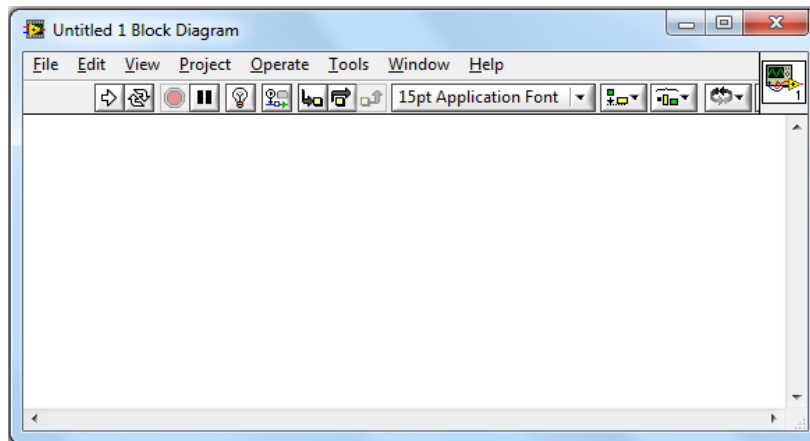 Untitled 1 Block Diagram
File Edit View Project Operate Tools Window Help
15pt Application Font
1